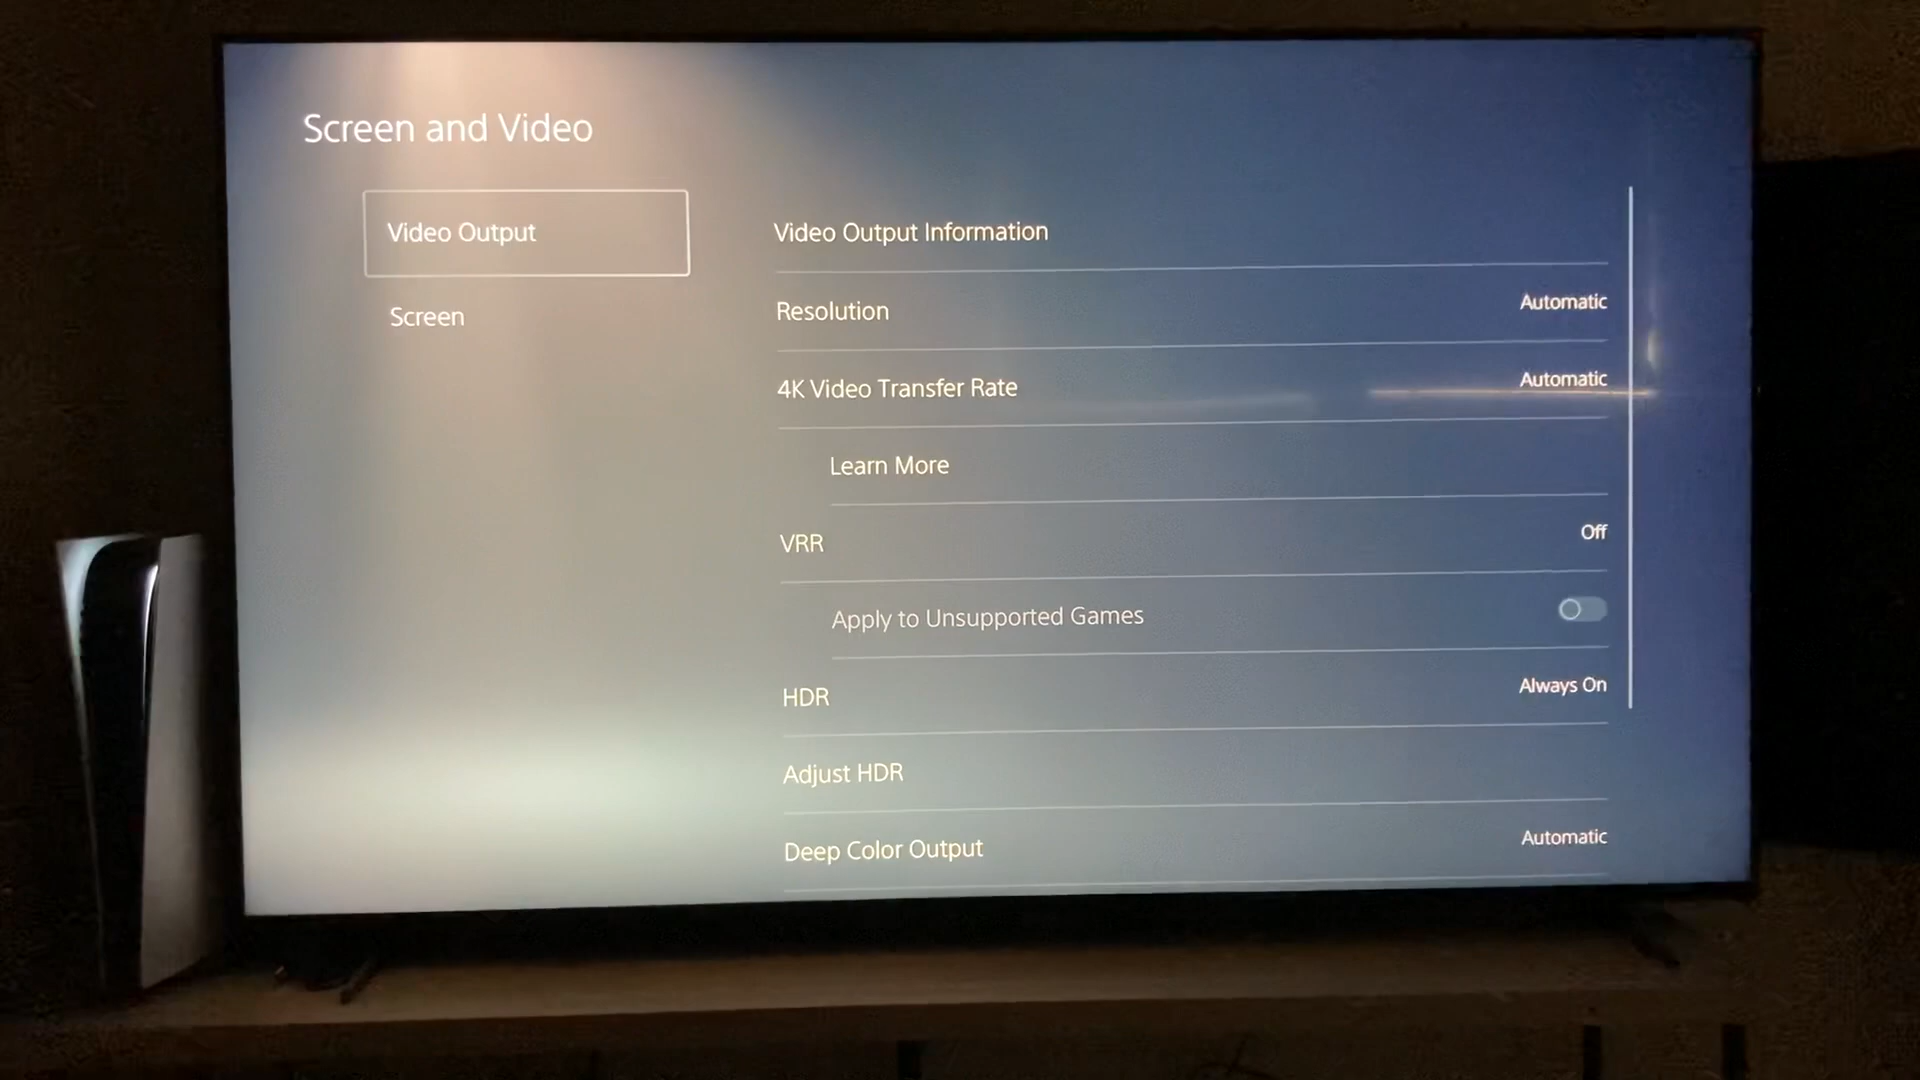 Screen and Video
Video Output
Screen
Video Output Information
Resolution Automatic
4K Video Transfer Rate Automatic
Learn More
VRR Off
Apply to Unsupported Games
HDR Always On
Adjust HDR
Deep Color Output Automatic